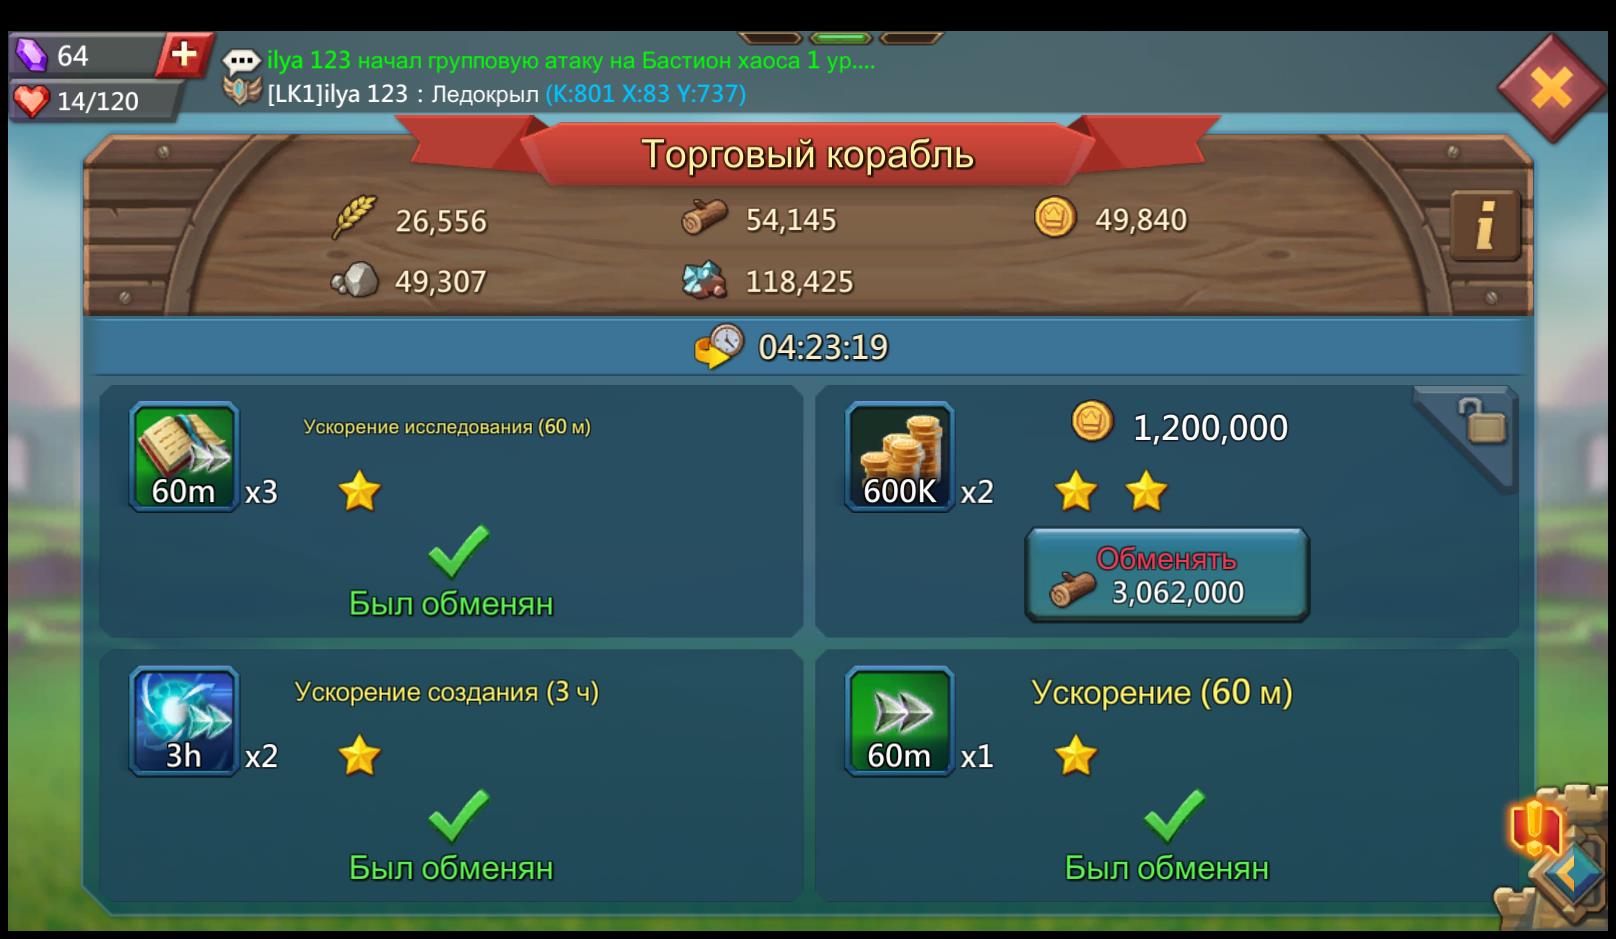 64
14/120
ilya 123 начал групповую атаку на Бастион хаоса 1 ур....
[LK1]ilya 123 : Ледокрыл (K:801 X:83 Y:737)
Торговый корабль
26,556
54,145
49,840
49,307
118,425
04:23:19
Ускорение исследования (60 м)
60m x3
Был обменян
1,200,000
600K x2
Обменять
3,062,000
Ускорение создания (3 ч)
3h x2
Был обменян
Ускорение (60 м)
60m x1
Был обменян